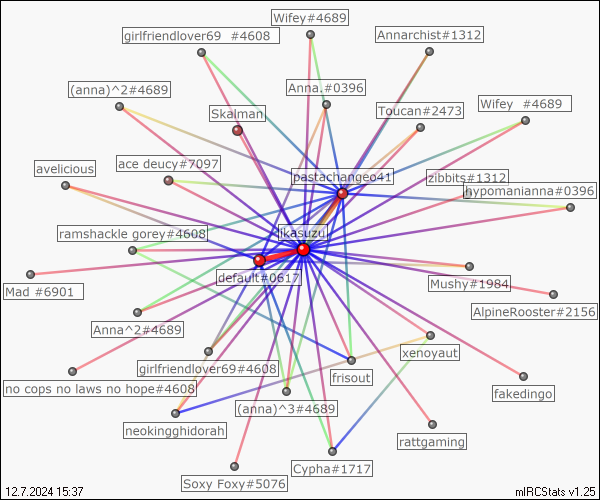 Wifey#4689
girlfriendlover69 #4608
Annarchist#1312
(anna)^2#4689
Anna.#0396
Wifey #4689
Skalman
Toucan#2473
avelicious
ace deucy#7097
pastachangeo41
zibbits#1312
hypomanianna#0396
ramshackle gorey#4608
jkasuzu
default#0617
Mad #6901
Mushy#1984
AlpineRooster#2156
Anna^2#4689
xenoyaut
girlfriendlover69#4608
frisout
no cops no laws no hope#4608
fakedingo
(anna)^3#4689
neokingghidorah
rattgaming
Cypha#1717
Soxy Foxy#5076
12.7.2024 15:37
mIRCStats v1.25